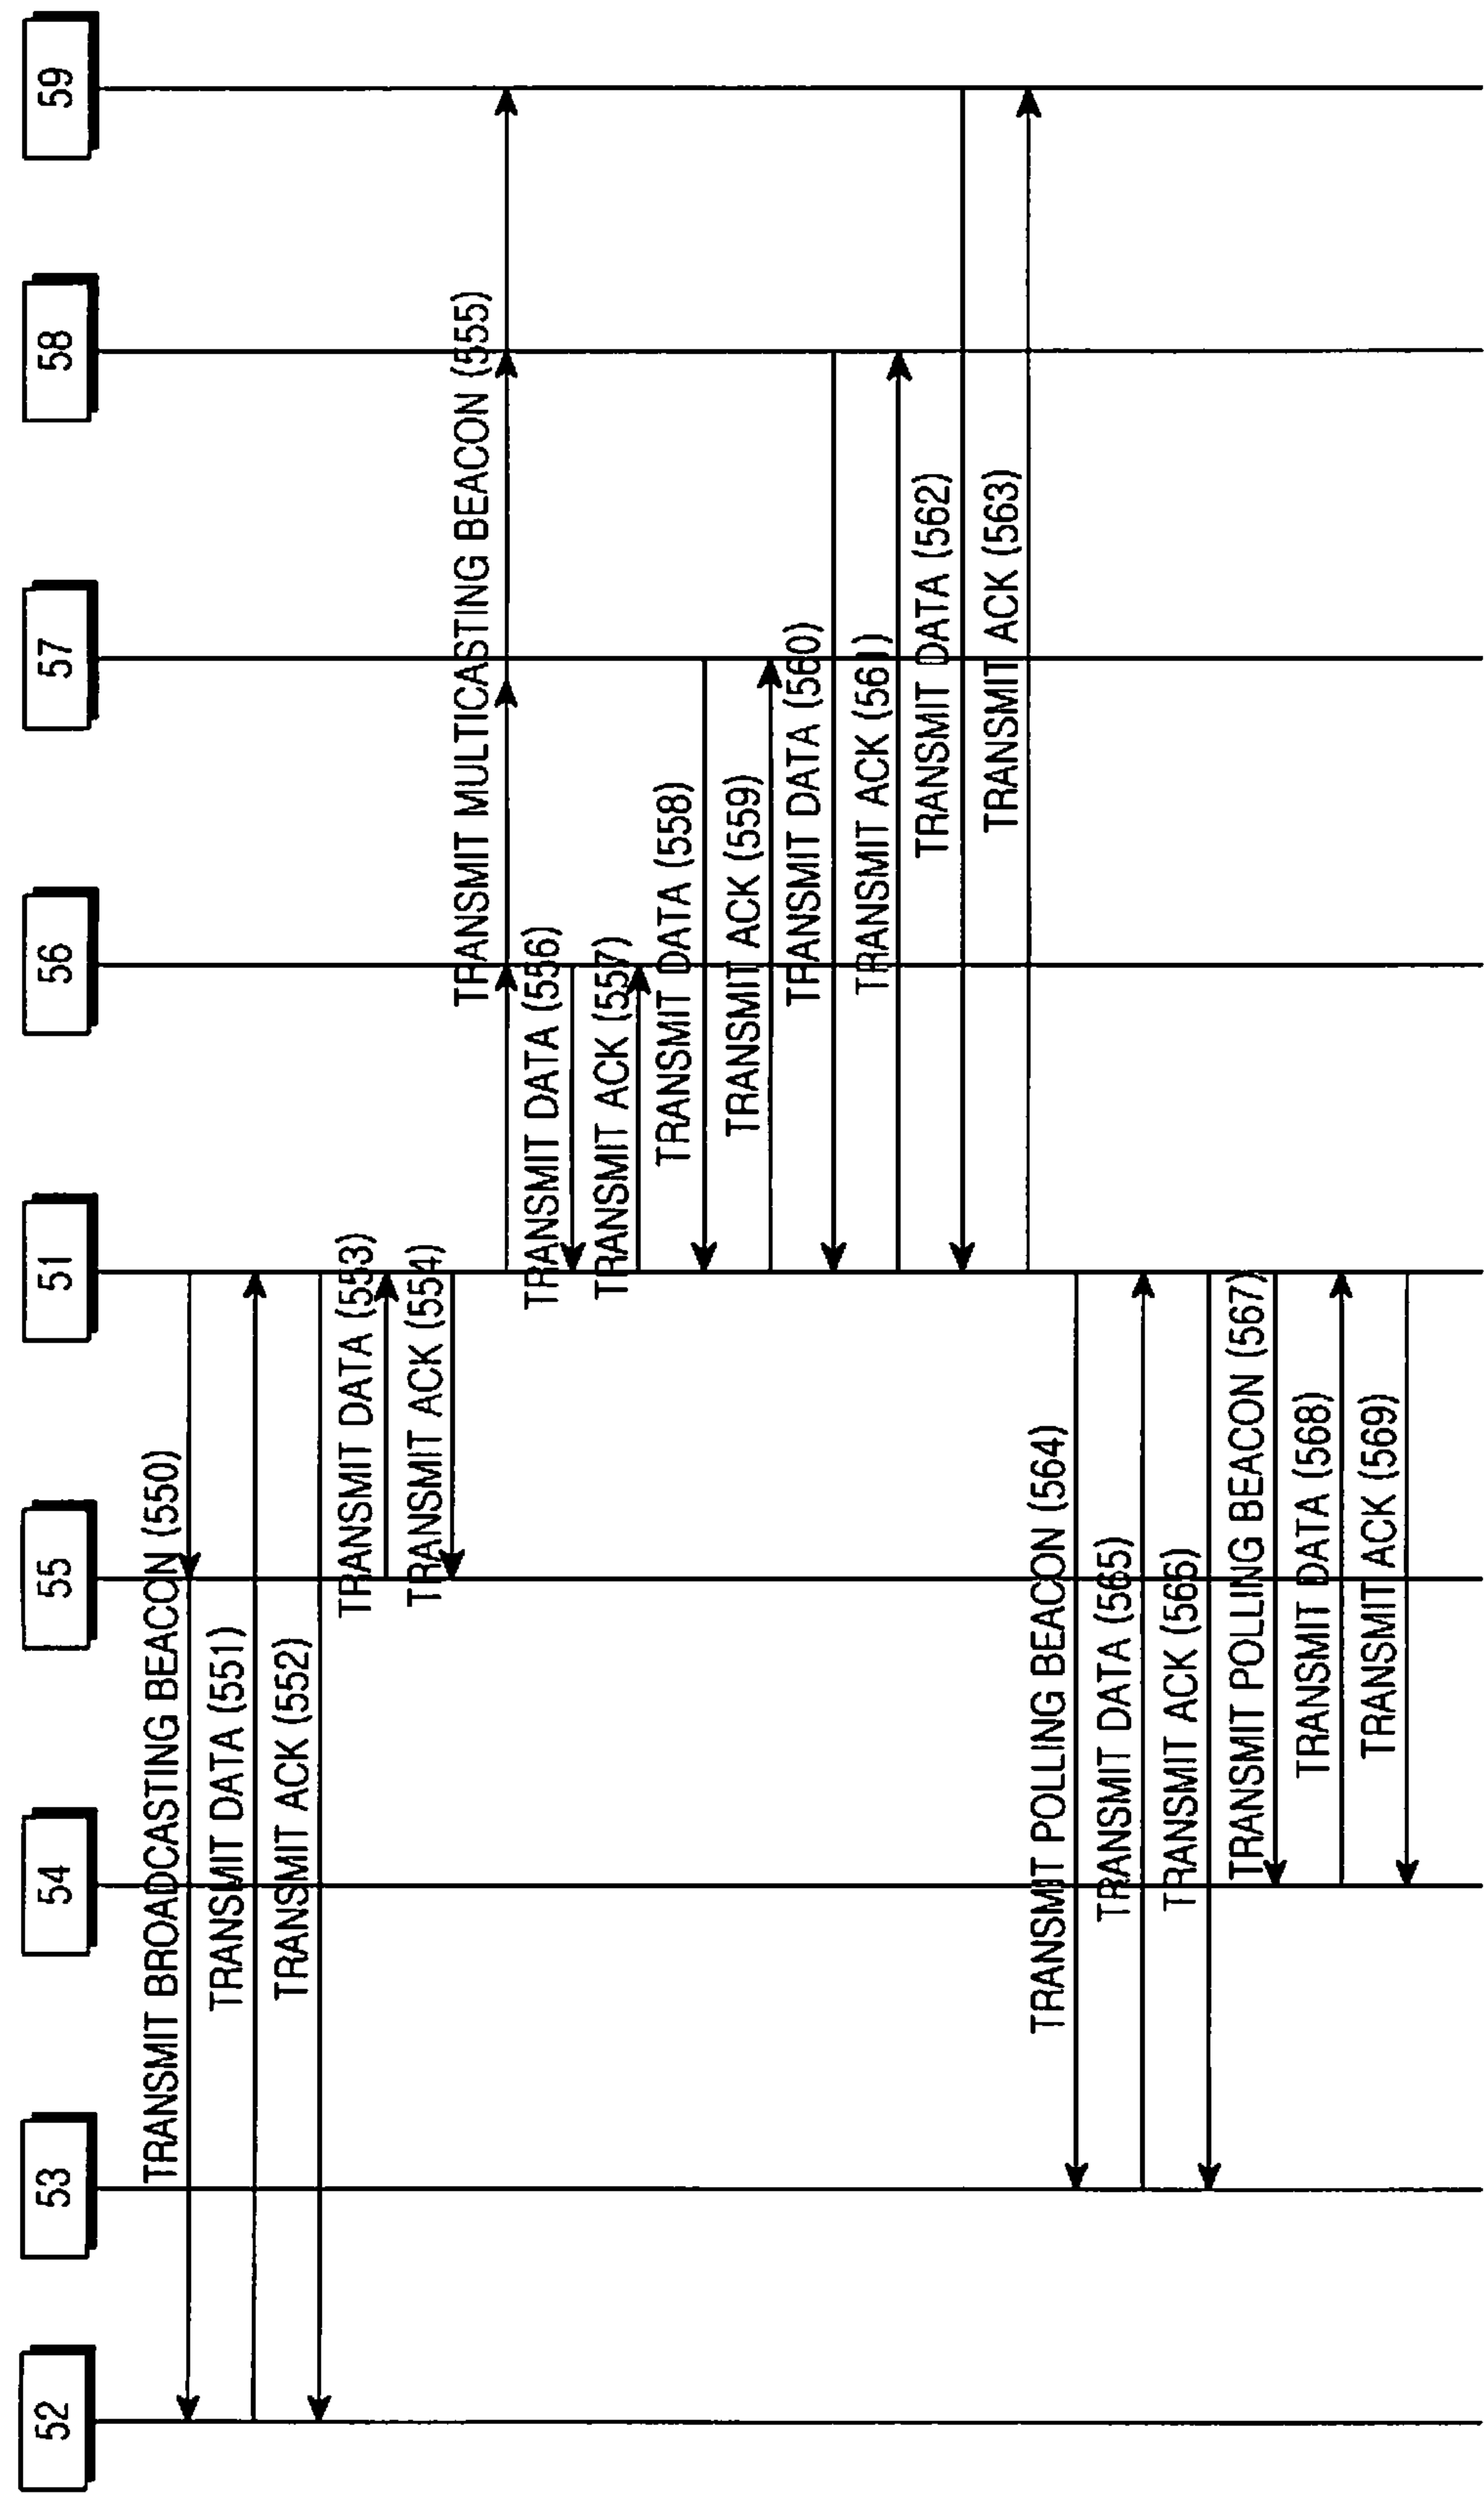 52
53
54
55
51
56
57
58
59
TRANSMIT BROADCASTING BEACON (550)
TRANSMIT DATA (551)
TRANSMIT ACK (552)
TRANSMIT DATA (553)
TRANSMIT ACK (554)
TRANSMIT MULTICASTING BEACON (555)
TRANSMIT DATA (556)
TRANSMIT ACK (557)
TRANSMIT DATA (558)
TRANSMIT ACK (559)
TRANSMIT DATA (560)
TRANSMIT ACK (561)
TRANSMIT DATA (562)
TRANSMIT ACK (563)
TRANSMIT POLLING BEACON (564)
TRANSMIT DATA (565)
TRANSMIT ACK (566)
TRANSMIT POLLING BEACON (567)
TRANSMIT DATA (568)
TRANSMIT ACK (569)